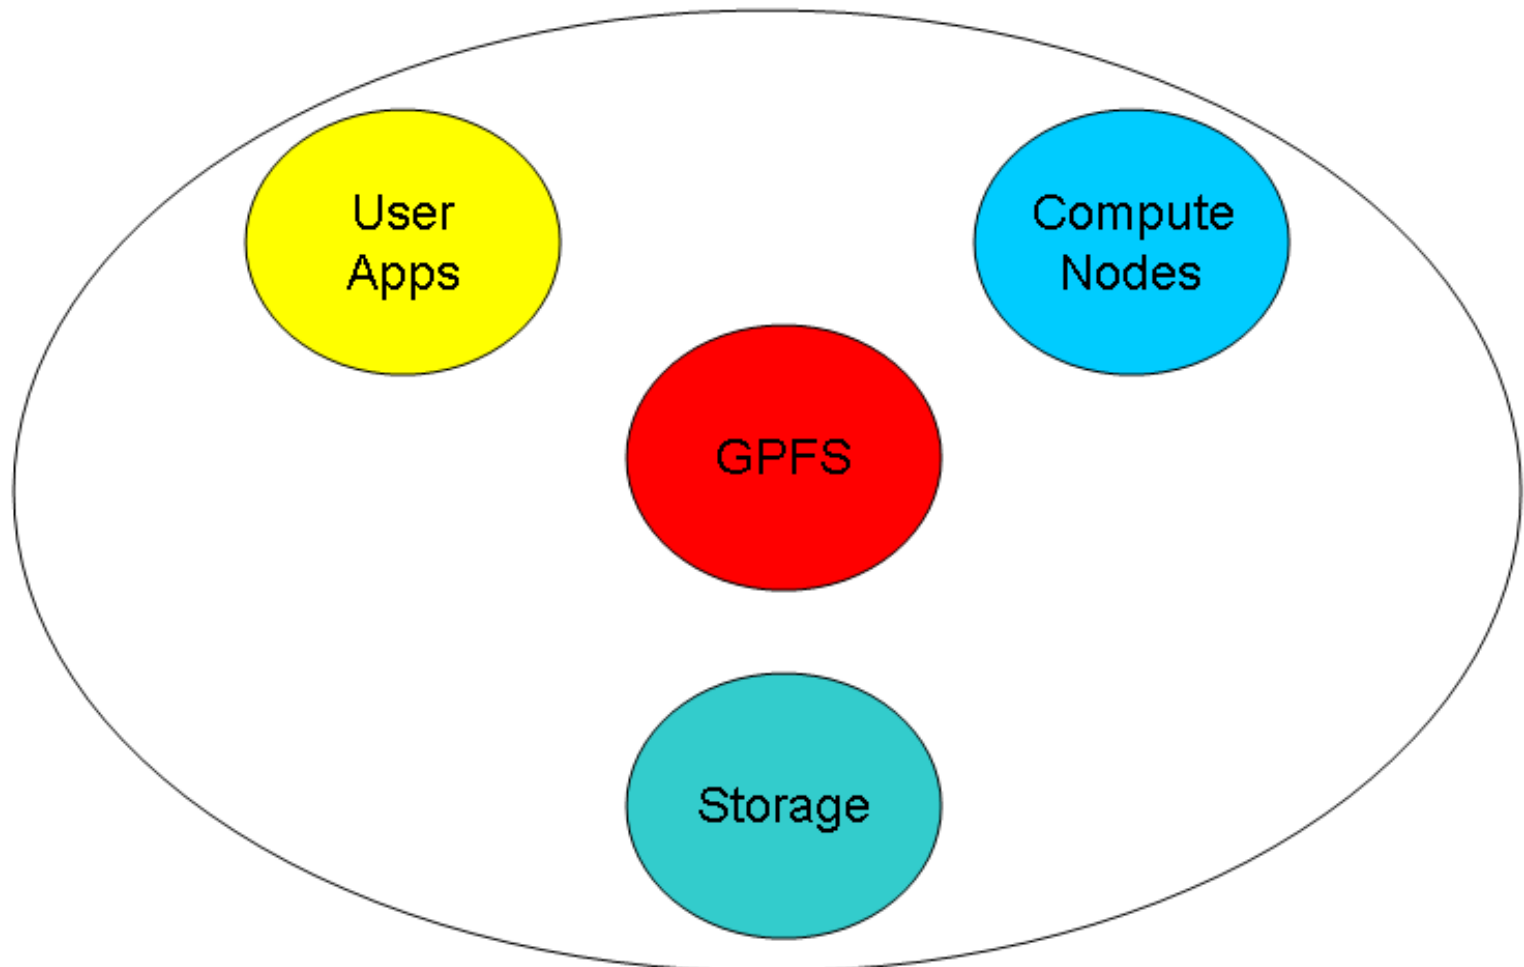 User
Apps
Compute
Nodes
GPFS
Storage